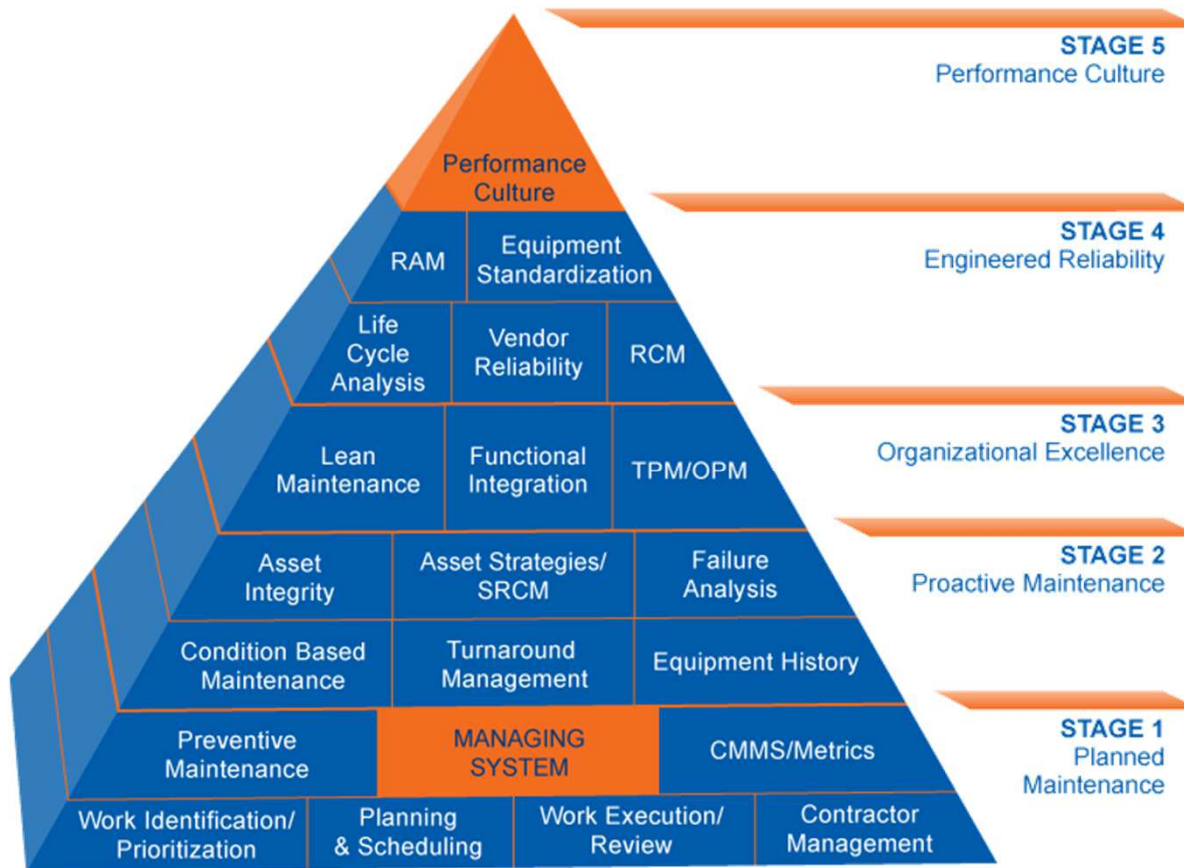 STAGE 5
Performance Culture
Performance
Culture
STAGE 4
Engineered Reliability
RAM
Equipment
Standardization
Life
Cycle
Analysis
Vendor
Reliability
RCM
STAGE 3
Organizational Excellence
Lean
Maintenance
Functional
Integration
TPM/OPM
STAGE 2
Proactive Maintenance
Asset
Integrity
Asset Strategies/
SRCM
Failure
Analysis
Condition Based
Maintenance
Turnaround
Management
Equipment History
STAGE 1
Planned
Maintenance
Preventive
Maintenance
MANAGING
SYSTEM
CMMS/Metrics
Work Identification/
Prioritization
Planning
& Scheduling
Work Execution/
Review
Contractor
Management